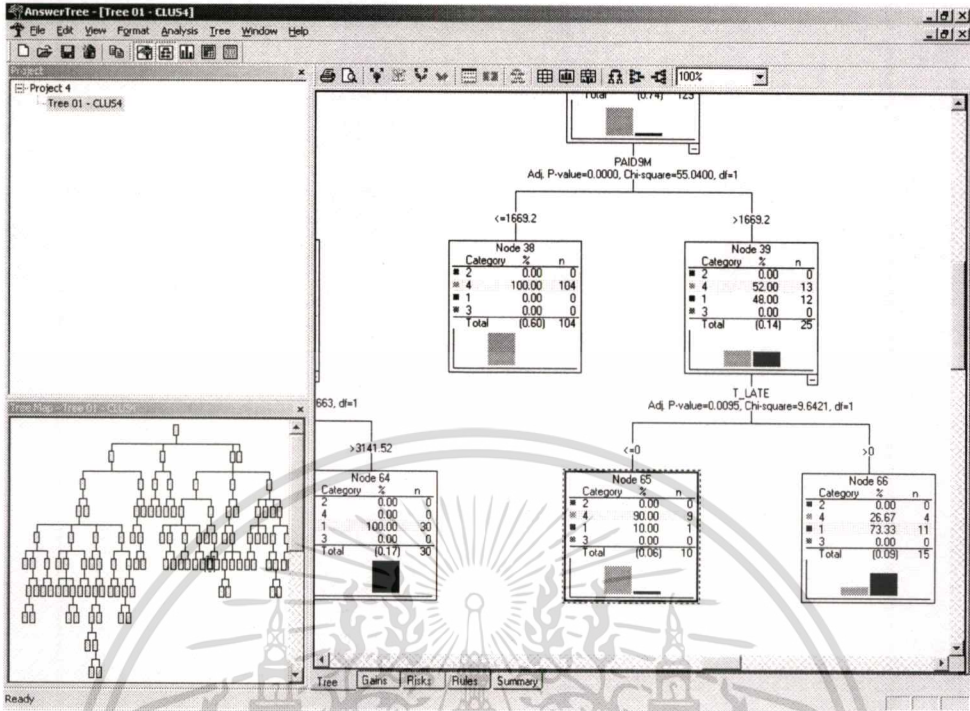 AnswerTree - [Tree 01 - CLUS4]
File Edit View Format Analysis Tree Window Help
Project
Project 4
Tree 01 - CLUS4
100%
Total (0.74) 129
PAID9M
Adj. P-value=0.0000, Chi-square=55.0400, df=1
<=1669.2
>1669.2
Node 38
Category % n
2 0.00 0
4 100.00 104
1 0.00 0
3 0.00 0
Total (0.60) 104
Node 39
Category % n
2 0.00 0
4 52.00 13
1 48.00 12
3 0.00 0
Total (0.14) 25
T_LATE
Adj. P-value=0.0095, Chi-square=9.6421, df=1
663, df=1
>3141.52
<=0
>0
Node 64
Category % n
2 0.00 0
4 0.00 0
1 100.00 30
3 0.00 0
Total (0.17) 30
Node 65
Category % n
2 0.00 0
4 90.00 9
1 10.00 1
3 0.00 0
Total (0.06) 10
Node 66
Category % n
2 0.00 0
4 26.67 4
1 73.33 11
3 0.00 0
Total (0.09) 15
Tree Map - Tree 01 - CLUS4
Tree Gains Risks Rules Summary
Ready